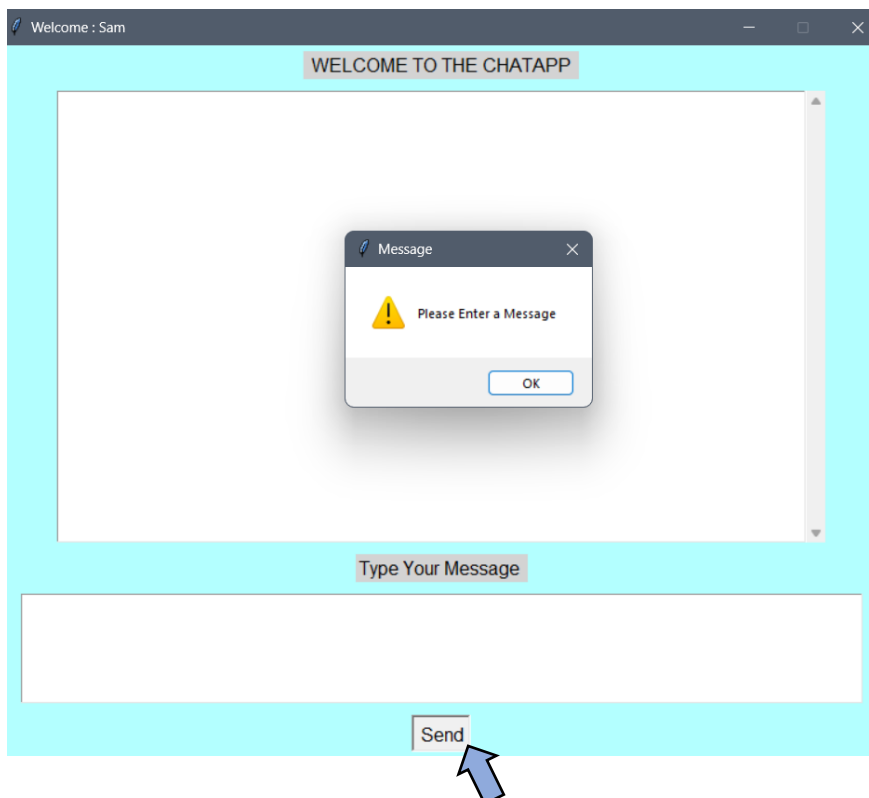 Welcome : Sam
WELCOME TO THE CHATAPP
Message
Please Enter a Message
OK
Type Your Message
Send